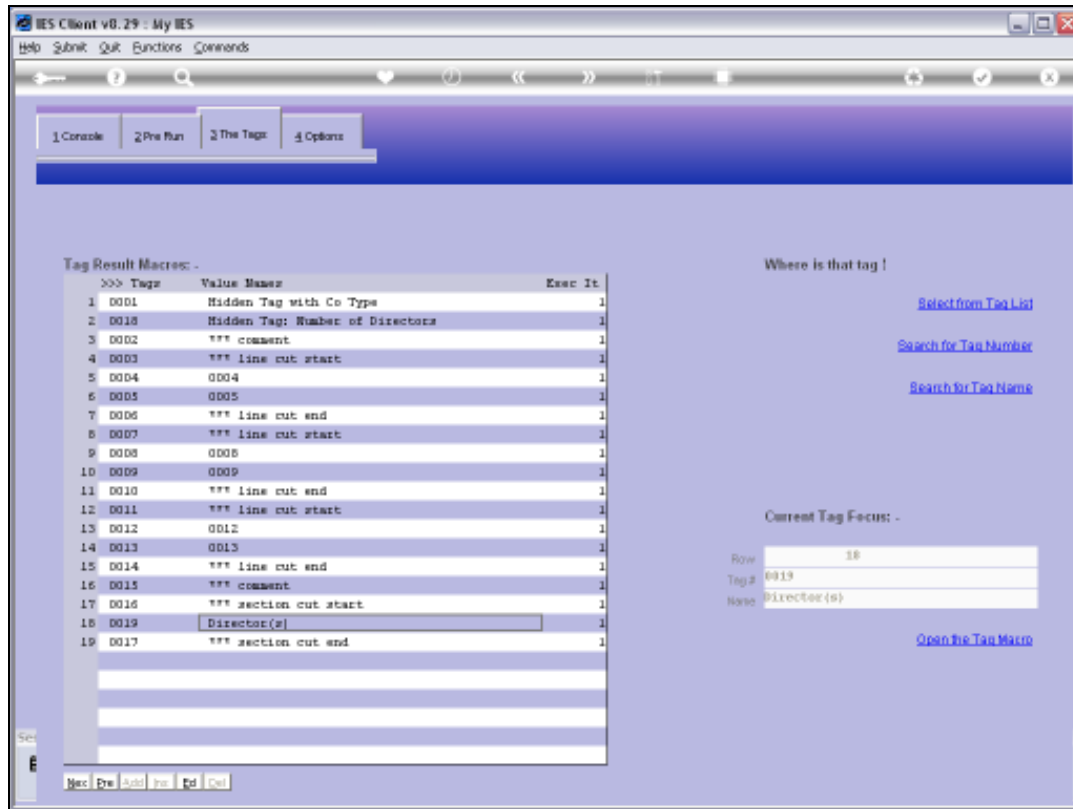 IES Client v8.29 : My IES
Help Submit Quit Functions Commands
1 Console 2 Pre Run 3 The Tags 4 Options
Tag Result Macros: -
>>> Tags Value Names Exec It
1 0001 Hidden Tag with Co Type 1
2 0018 Hidden Tag: Number of Directors 1
3 0002 *** comment 1
4 0003 *** line cut start 1
5 0004 0004 1
6 0005 0005 1
7 0006 *** line cut end 1
8 0007 *** line cut start 1
9 0008 0008 1
10 0009 0009 1
11 0010 *** line cut end 1
12 0011 *** line cut start 1
13 0012 0012 1
14 0013 0013 1
15 0014 *** line cut end 1
16 0015 *** comment 1
17 0016 *** section cut start 1
18 0019 Director(s) 1
19 0017 *** section cut end 1
Where is that tag !
Select from Tag List
Search for Tag Number
Search for Tag Name
Current Tag Focus: -
Row 18
Tag # 0019
Name Director(s)
Open the Tag Macro
Nex Pre Add Ins Ed Del